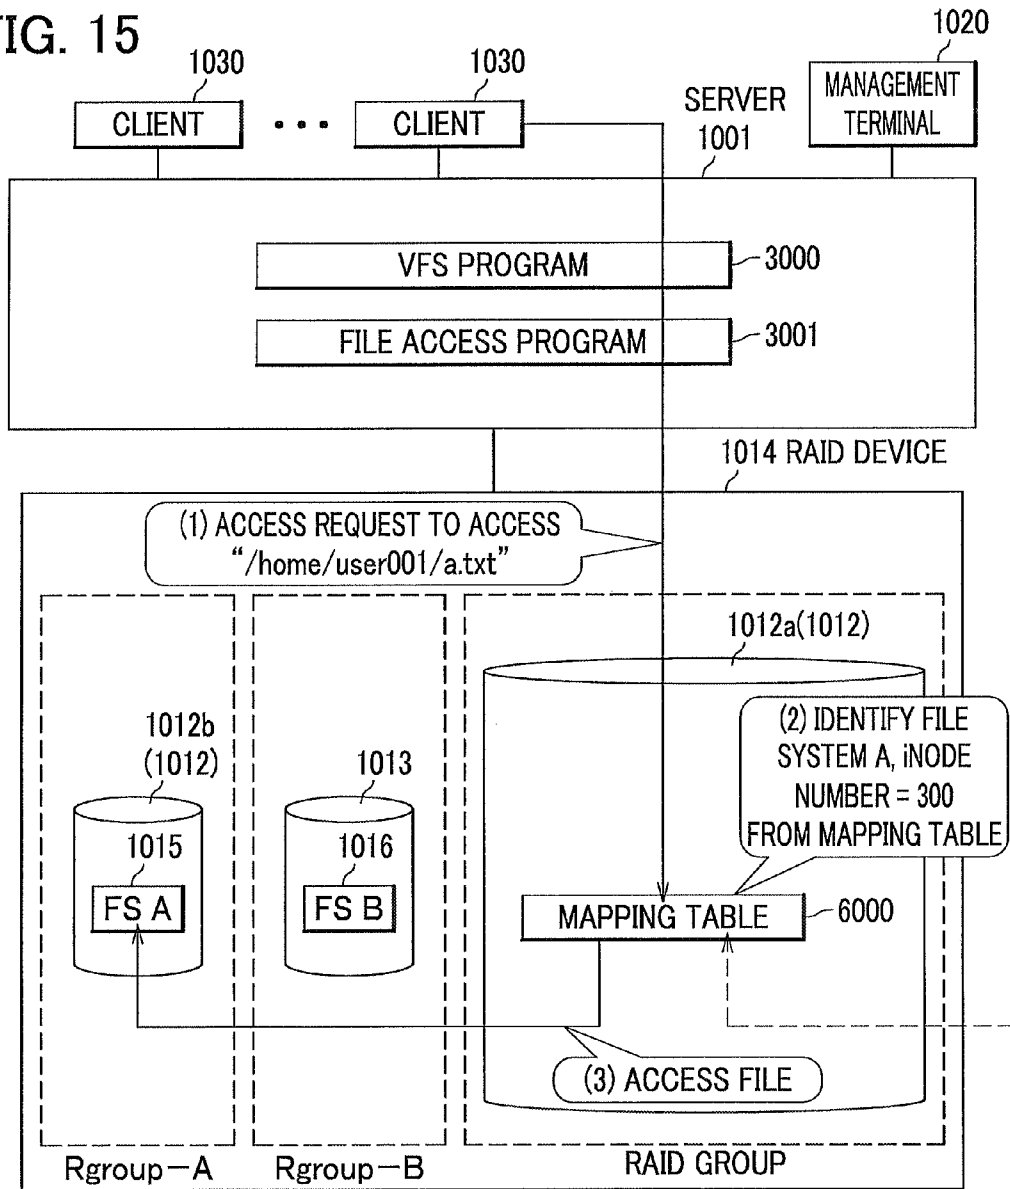 FIG. 15
1030
1030
1020
CLIENT
• • •
CLIENT
SERVER
1001
MANAGEMENT
TERMINAL
VFS PROGRAM
3000
FILE ACCESS PROGRAM
3001
1014 RAID DEVICE
(1) ACCESS REQUEST TO ACCESS
“/home/user001/a.txt”
1012a(1012)
1012b
(1012)
1013
(2) IDENTIFY FILE
SYSTEM A, iNODE
NUMBER = 300
FROM MAPPING TABLE
1015
1016
FS A
FS B
MAPPING TABLE
6000
(3) ACCESS FILE
Rgroup-A
Rgroup-B
RAID GROUP